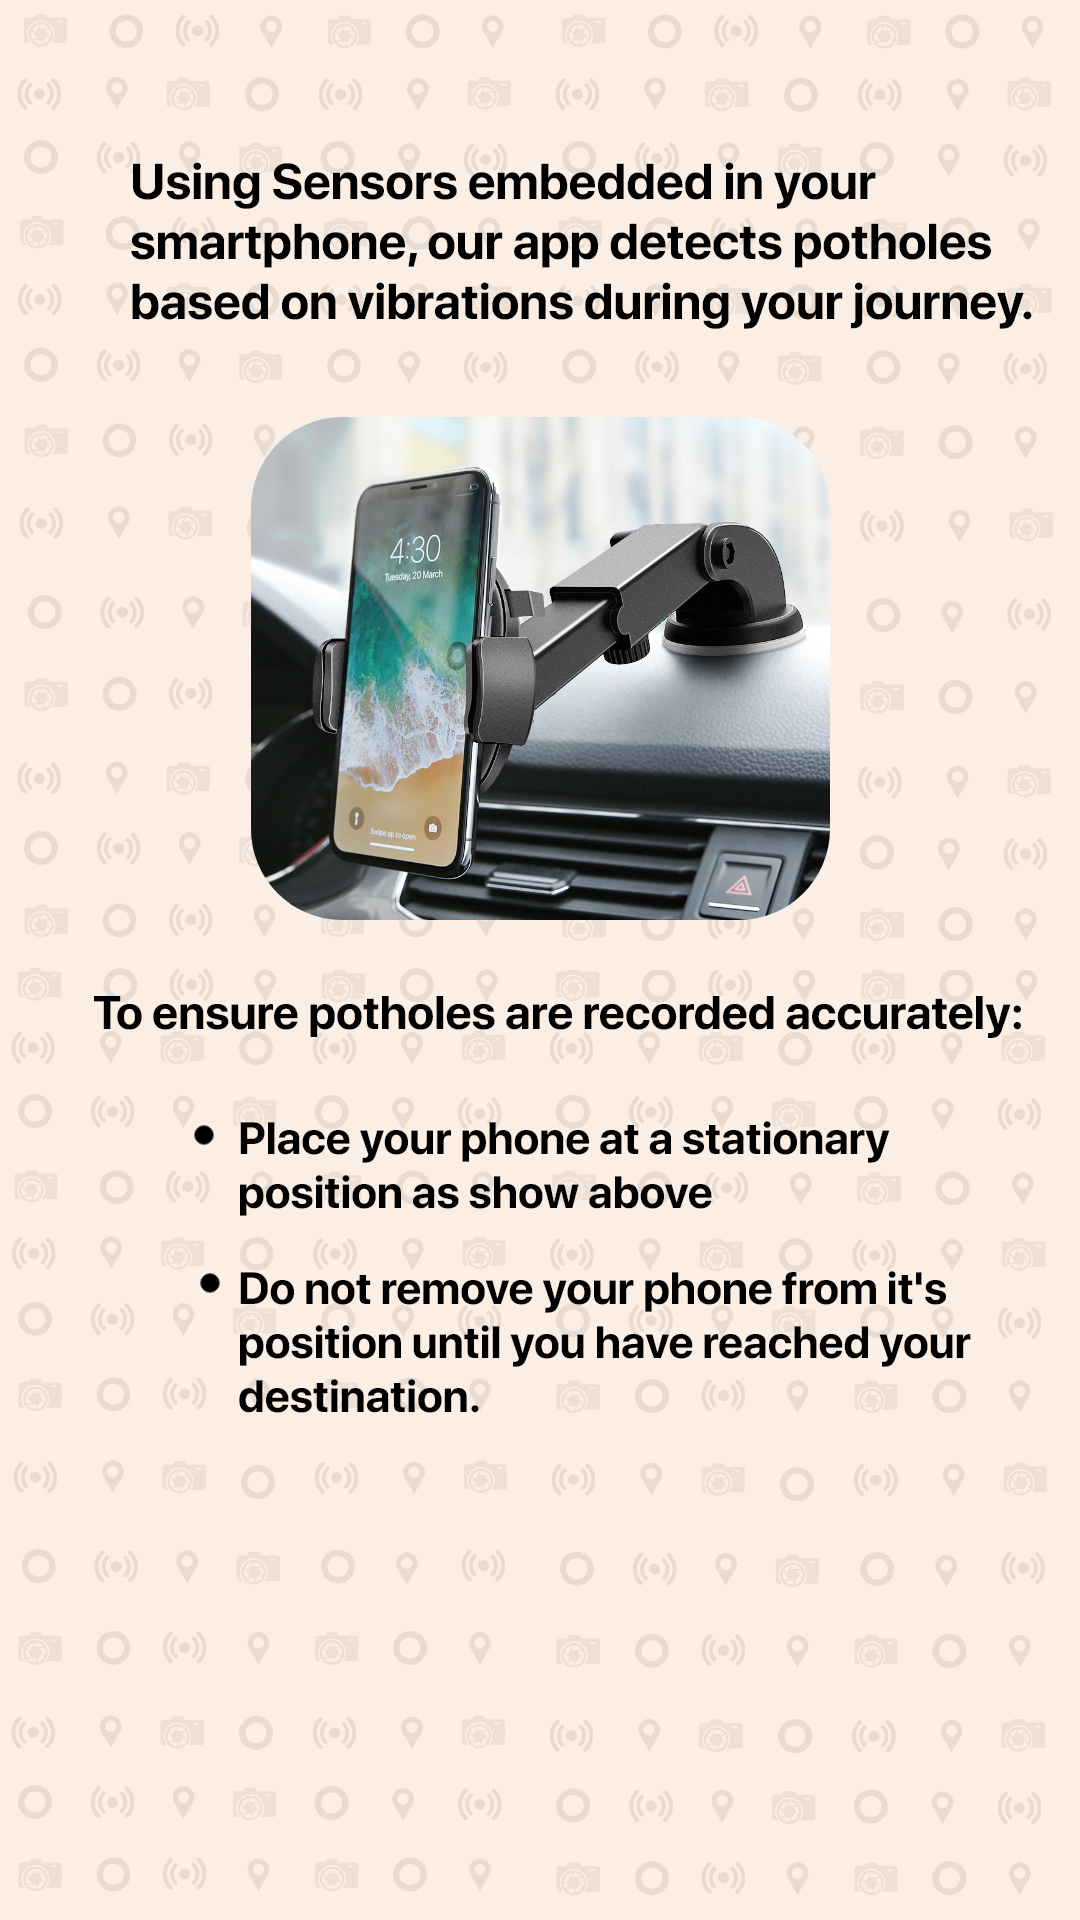 Using Sensors embedded in your
smartphone, our app detects potholes
based on vibrations during your journey.
4:30
Tuesday, 20 March
Swipe up to open
To ensure potholes are recorded accurately:
• Place your phone at a stationary
position as show above
• Do not remove your phone from it's
position until you have reached your
destination.